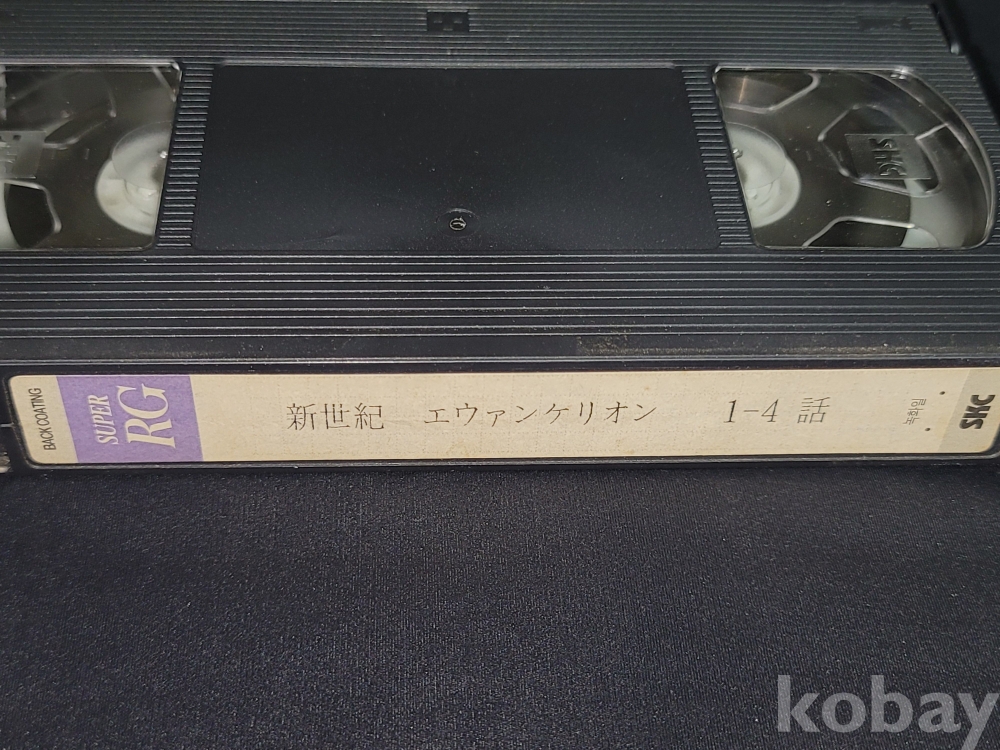 BACK COATING
SUPER
RG
新世紀 エヴァンケリオン 1-4 話
녹화일
SKC
kobay